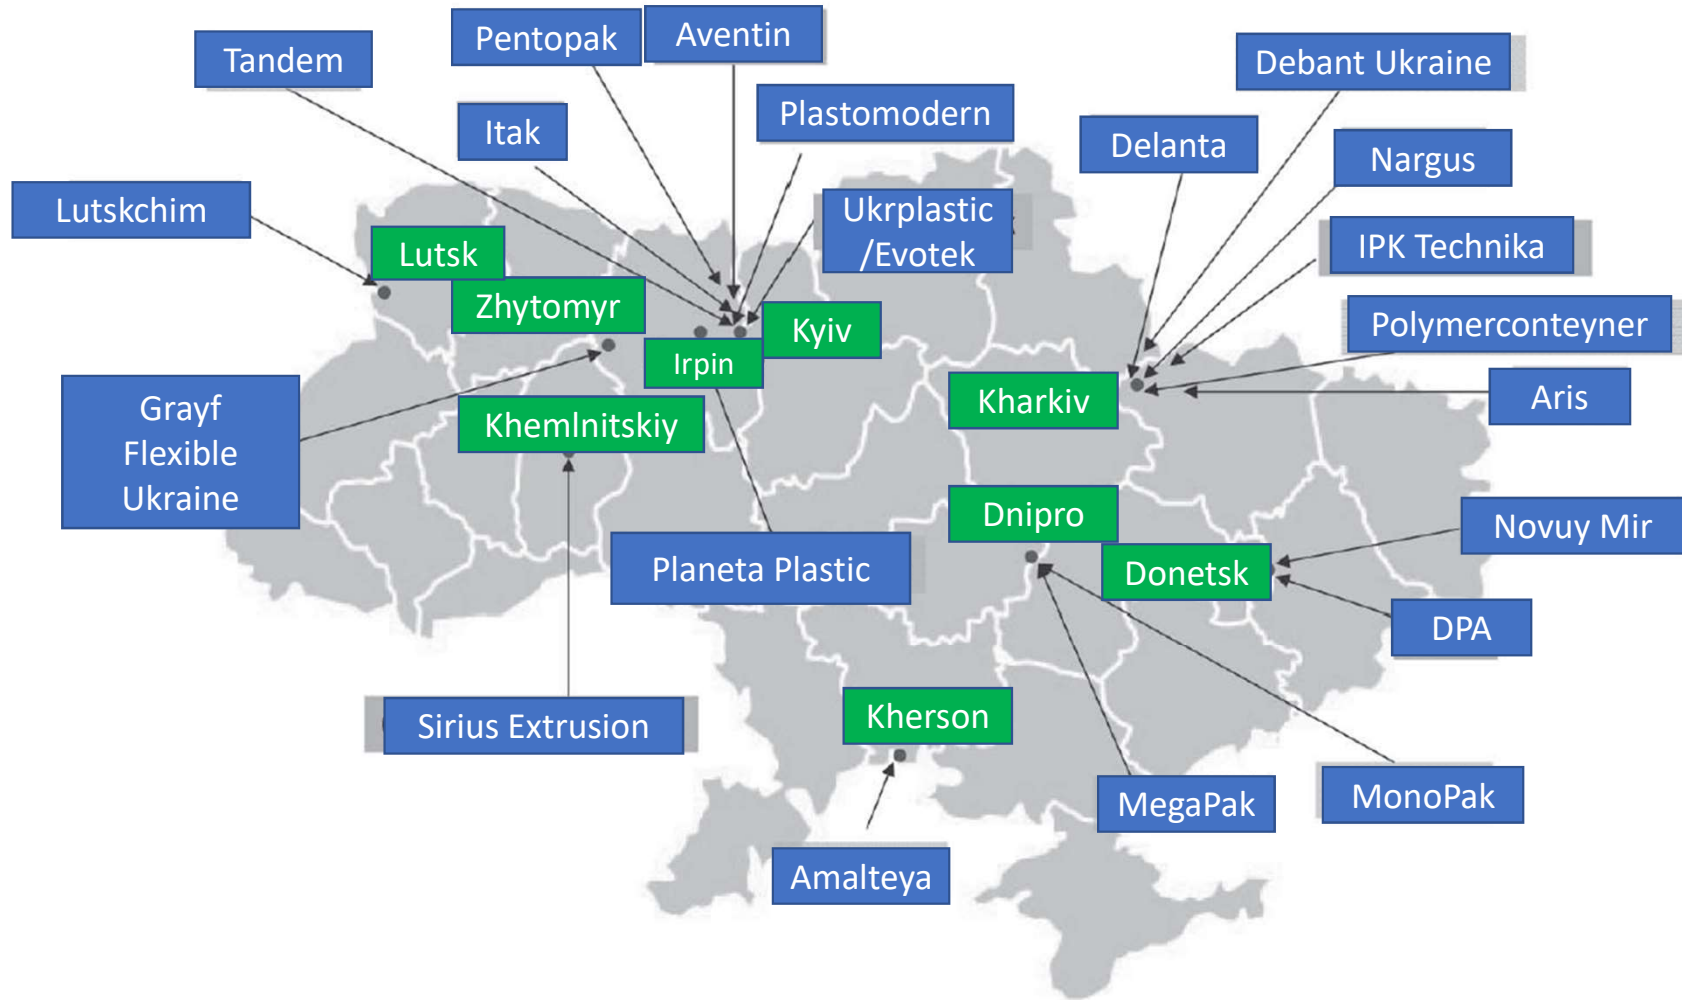 Pentopak
Aventin
Tandem
Debant Ukraine
Plastomodern
Itak
Delanta
Nargus
Lutskchim
Ukrplastic
/Evotek
IPK Technika
Lutsk
Zhytomyr
Kyiv
Polymerconteyner
Irpin
Kharkiv
Aris
Grayf
Flexible
Ukraine
Khemlnitskiy
Dnipro
Novuy Mir
Planeta Plastic
Donetsk
DPA
Sirius Extrusion
Kherson
MegaPak
MonoPak
Amalteya